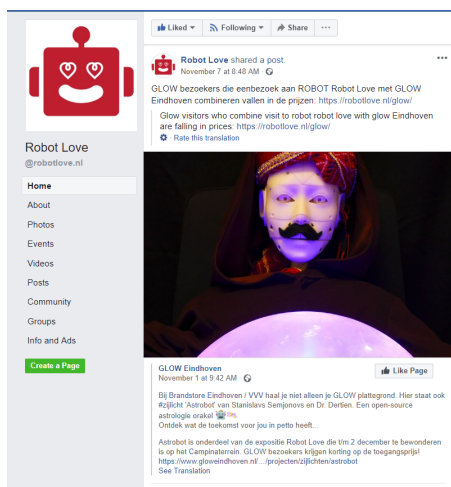 Liked
Following
Share
Robot Love shared a post.
November 7 at 8:48 AM ·
GLOW bezoekers die eenbezoek aan ROBOT Robot Love met GLOW
Eindhoven combineren vallen in de prijzen: https://robotlove.nl/glow/
Glow visitors who combine visit to robot robot love with glow Eindhoven
are falling in prices: https://robotlove.nl/glow/
Rate this translation
Robot Love
@robotlove.nl
Home
About
Photos
Events
Videos
Posts
Community
Groups
Info and Ads
Create a Page
GLOW Eindhoven
November 1 at 9:42 AM ·
Like Page
Bij Brandstore Eindhoven / VVV haal je niet alleen je GLOW plattegrond. Hier staat ook
#zijlicht 'Astrobot' van Stanislavs Semjonovs en Dr. Dertien. Een open-source
astrologie orakel
Ontdek wat de toekomst voor jou in petto heeft...
Astrobot is onderdeel van de expositie Robot Love die t/m 2 december te bewonderen
is op het Campinaterrein. GLOW bezoekers krijgen korting op de toegangsprijs!
https://www.gloweindhoven.nl/…/projecten/zijlichten/astrobot
See Translation